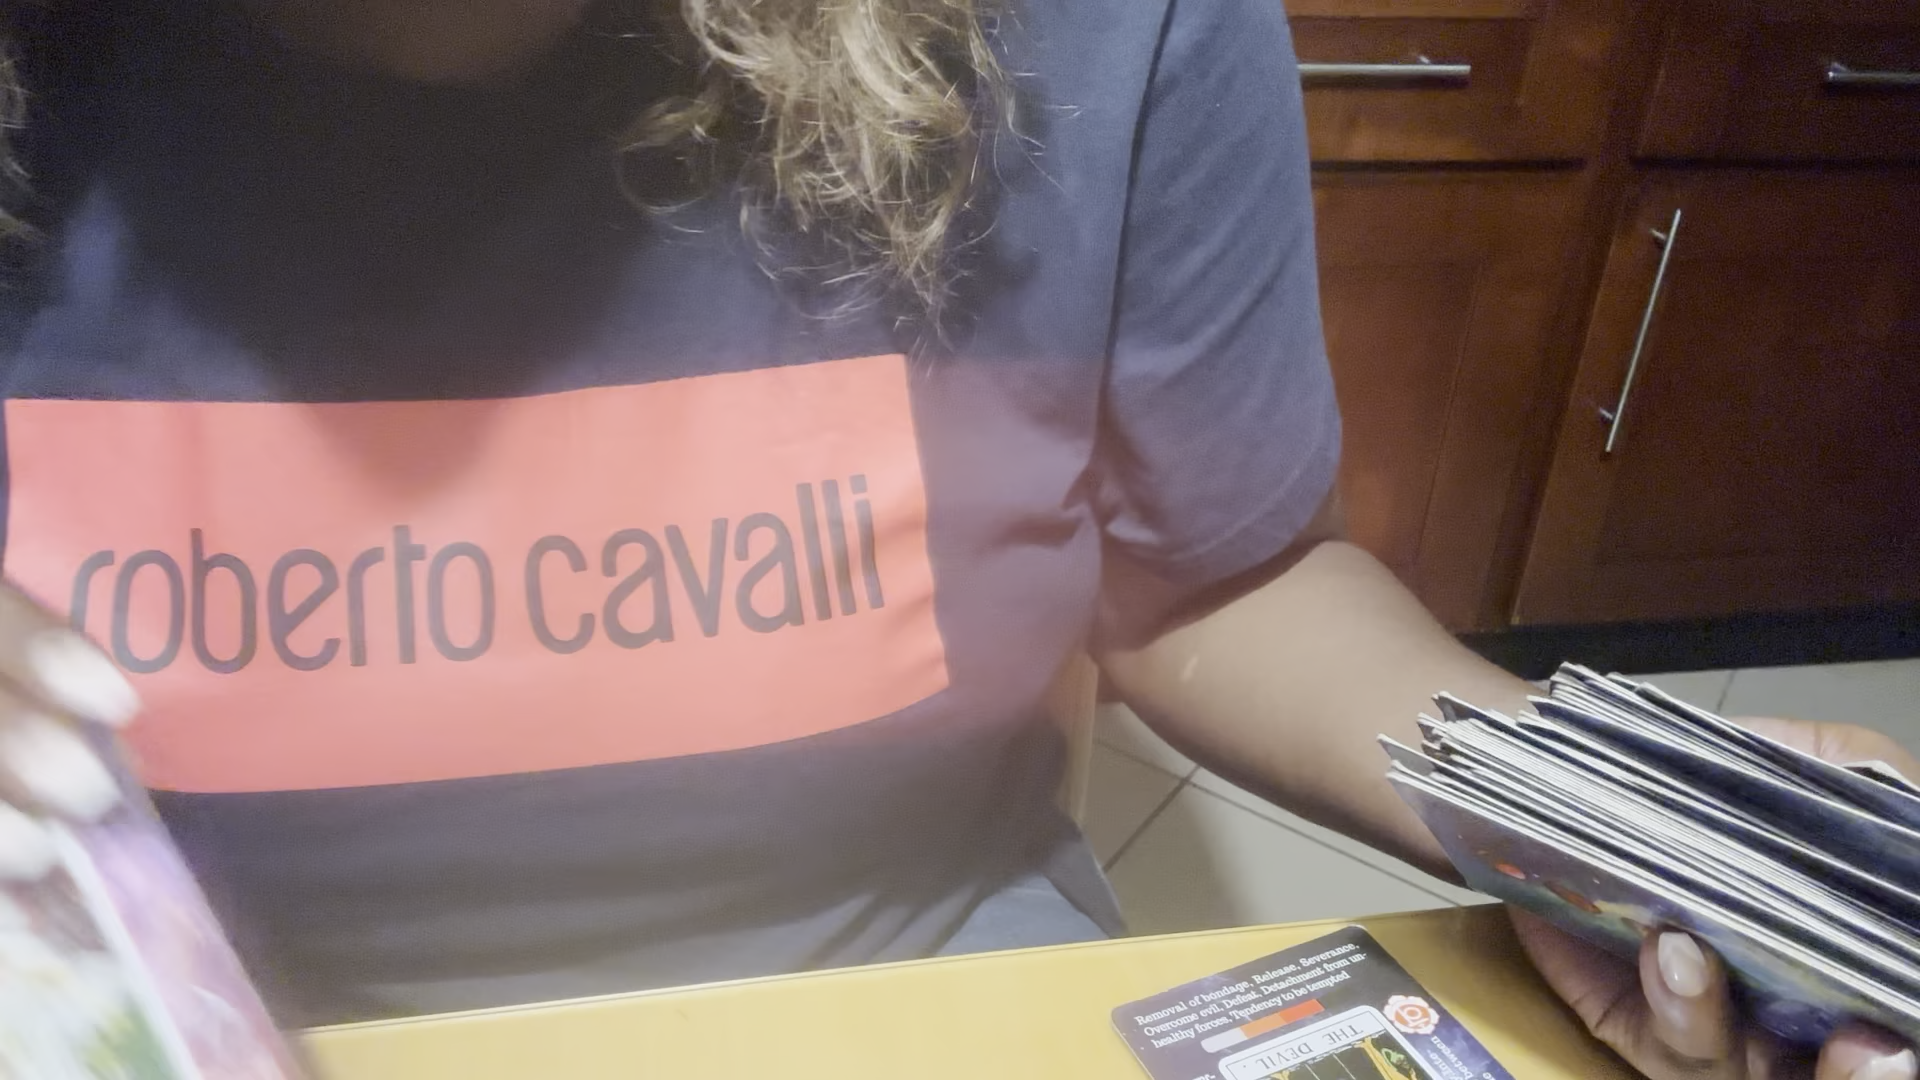 roberto cavalli
Removal of bondage, Release, Severance,
Overcome evil, Defeat, Detachment from un-
healthy forces, Tendency to be tempted
THE DEVIL.
between